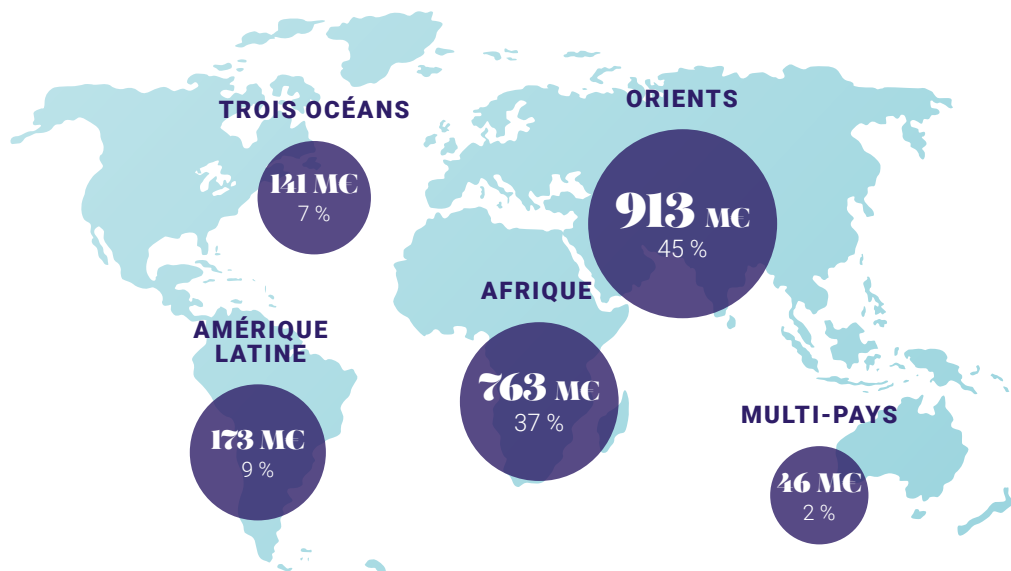 TROIS OCÉANS
141 M€
7 %
ORIENTS
913 M€
45 %
AFRIQUE
763 M€
37 %
AMÉRIQUE
LATINE
173 M€
9 %
MULTI-PAYS
46 M€
2 %